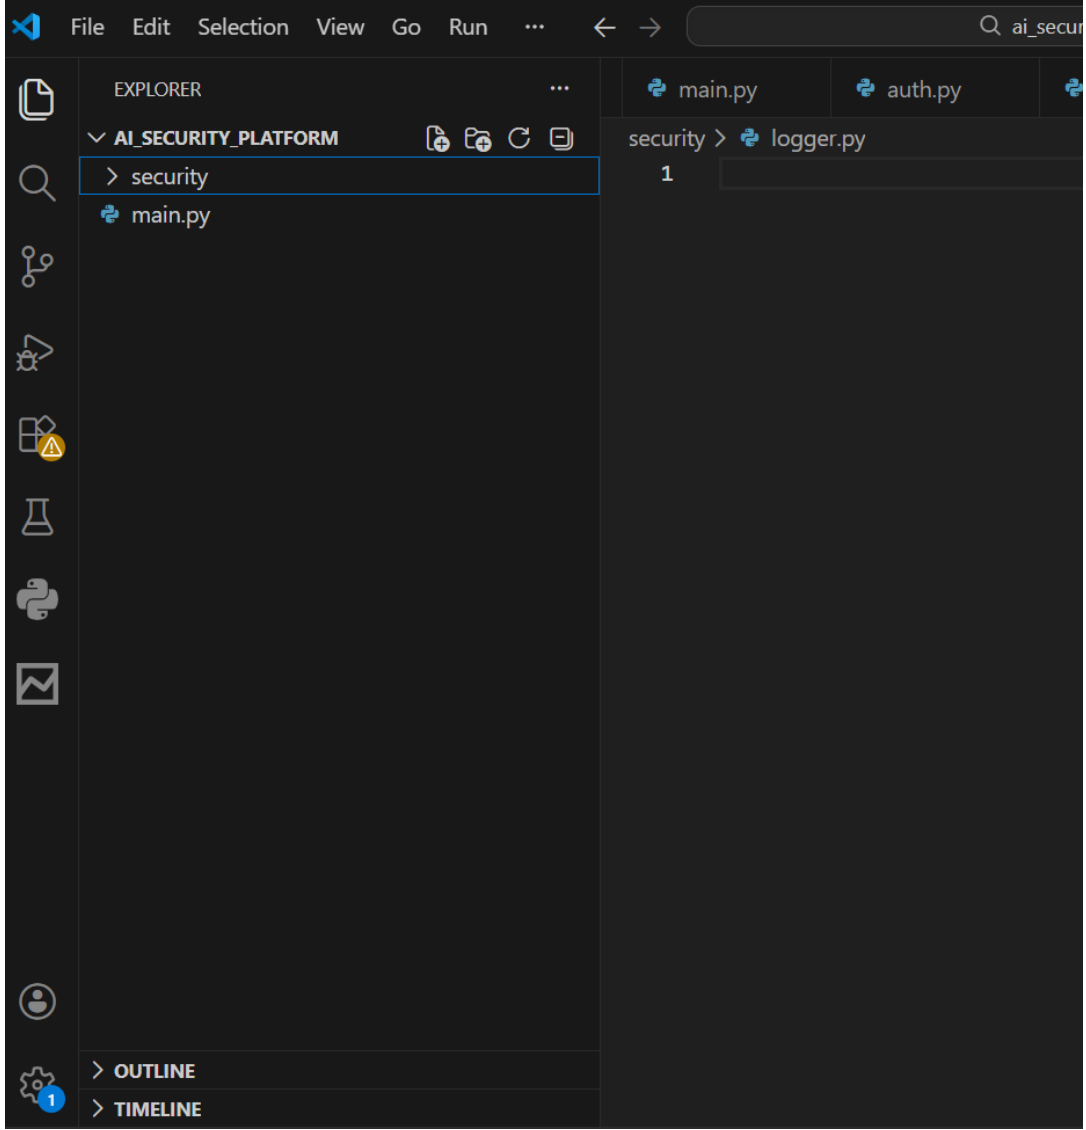 File Edit Selection View Go Run ··· ai_secur
EXPLORER ···
main.py auth.py
AI_SECURITY_PLATFORM
security > logger.py
security
1
main.py
OUTLINE
1
TIMELINE